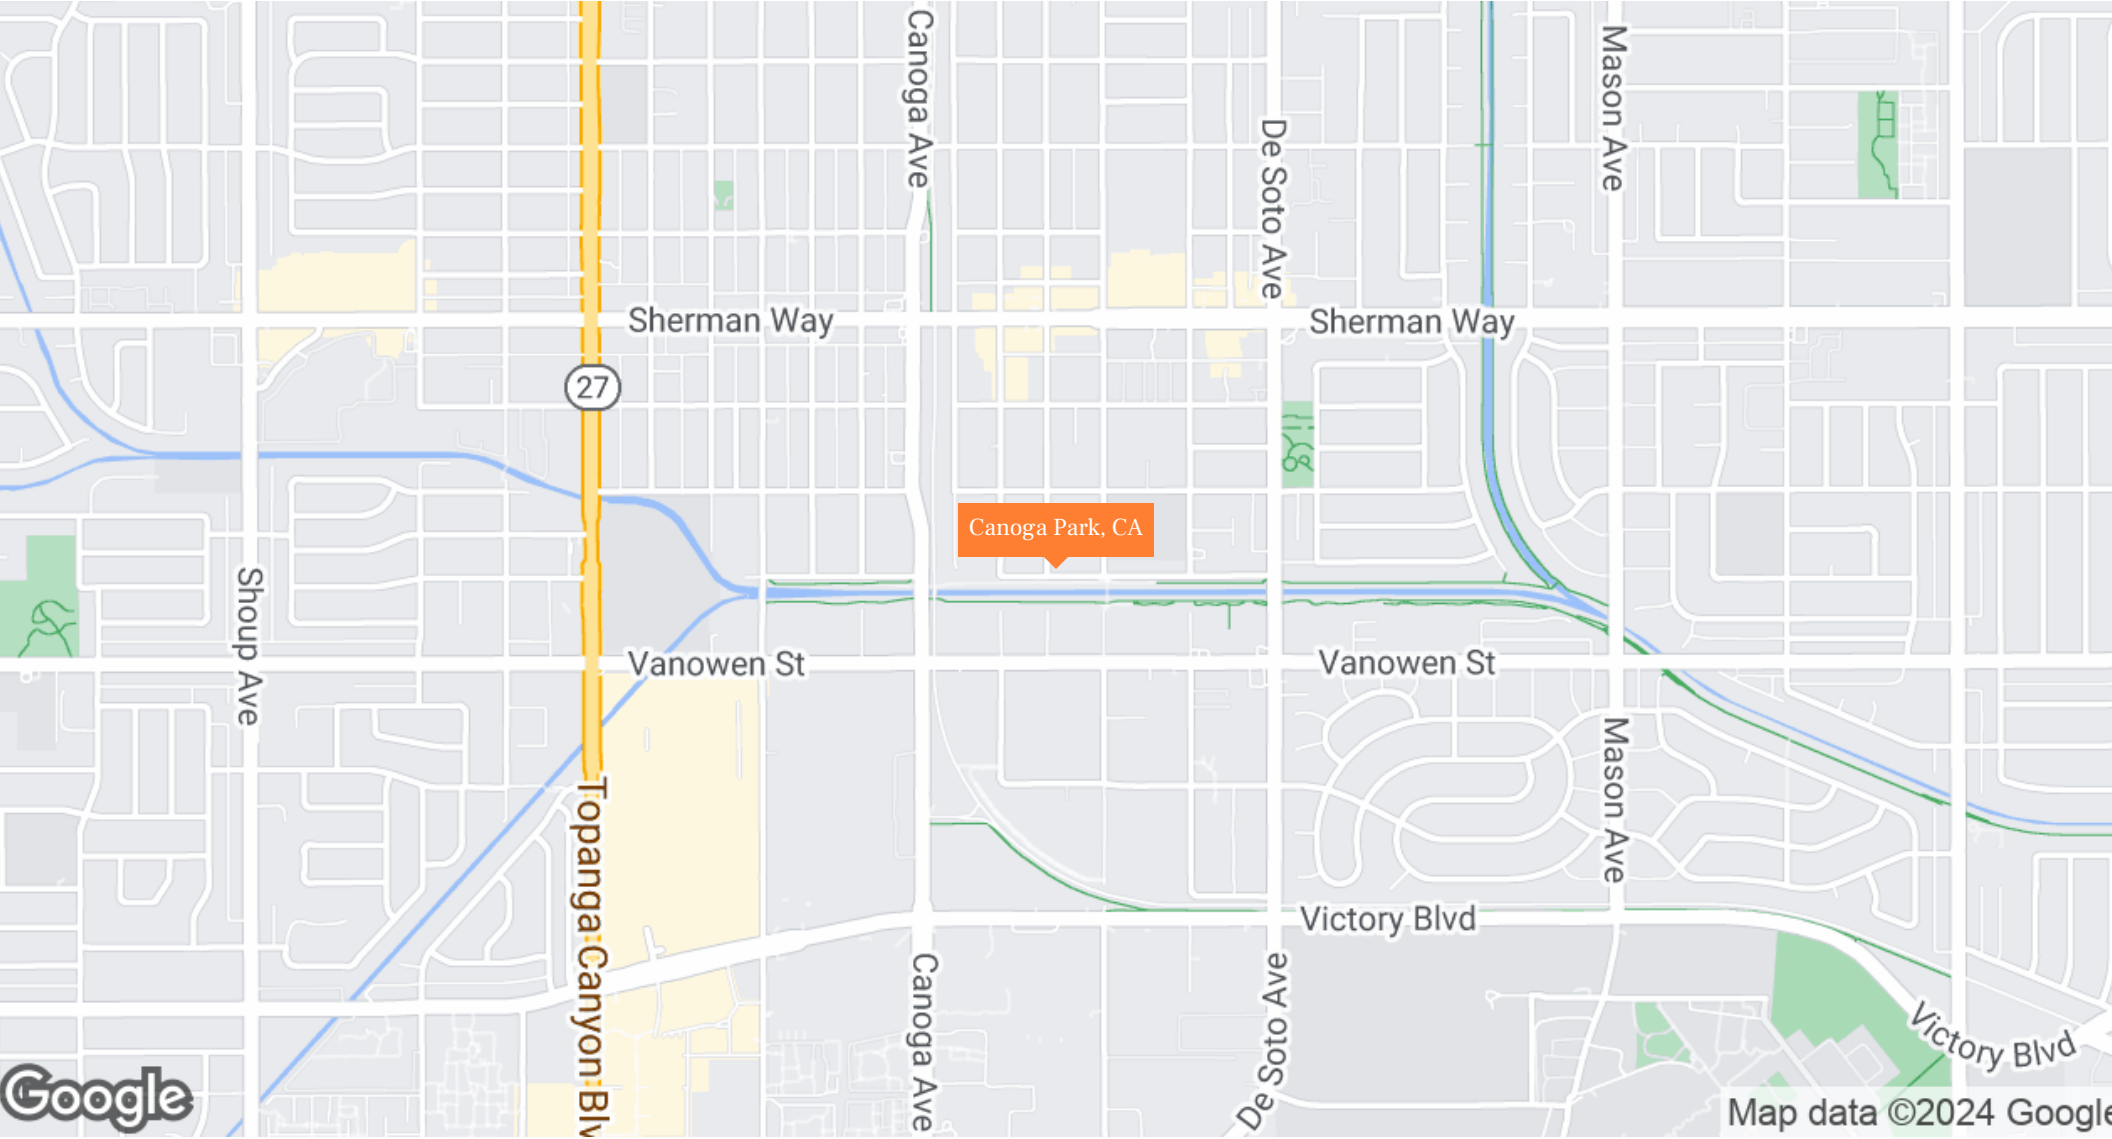 Canoga Ave
Mason Ave
De Soto Ave
Sherman Way
Sherman Way
27
Canoga Park, CA
Shoup Ave
Vanowen St
Vanowen St
Mason Ave
Topanga Canyon Blv
Victory Blvd
Canoga Ave
De Soto Ave
Victory Blvd
Google
Map data ©2024 Google